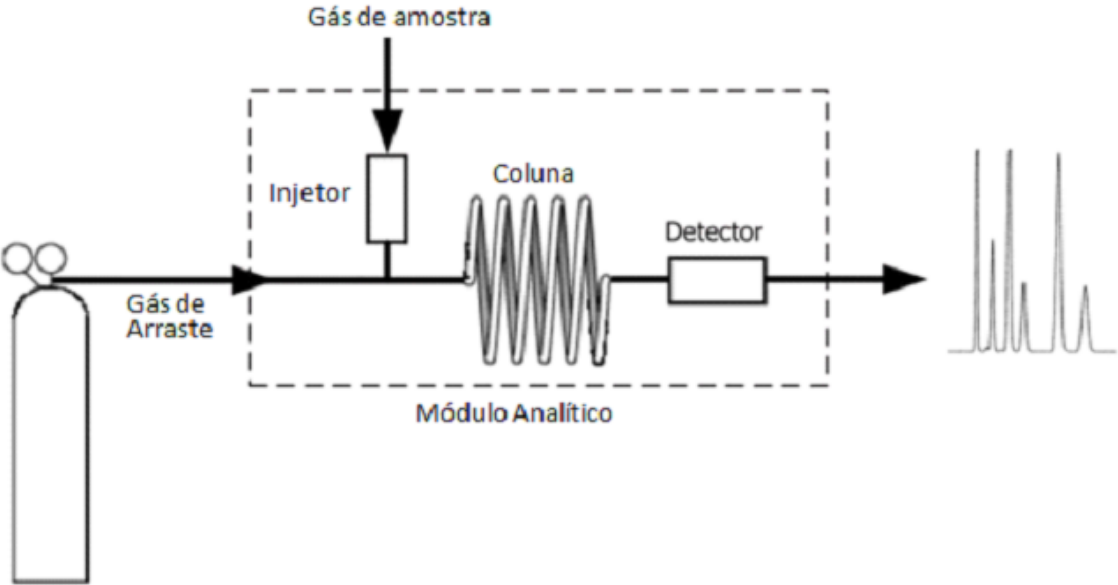 Gás de amostra
Injetor
Coluna
Detector
Gás de
Arraste
Módulo Analítico